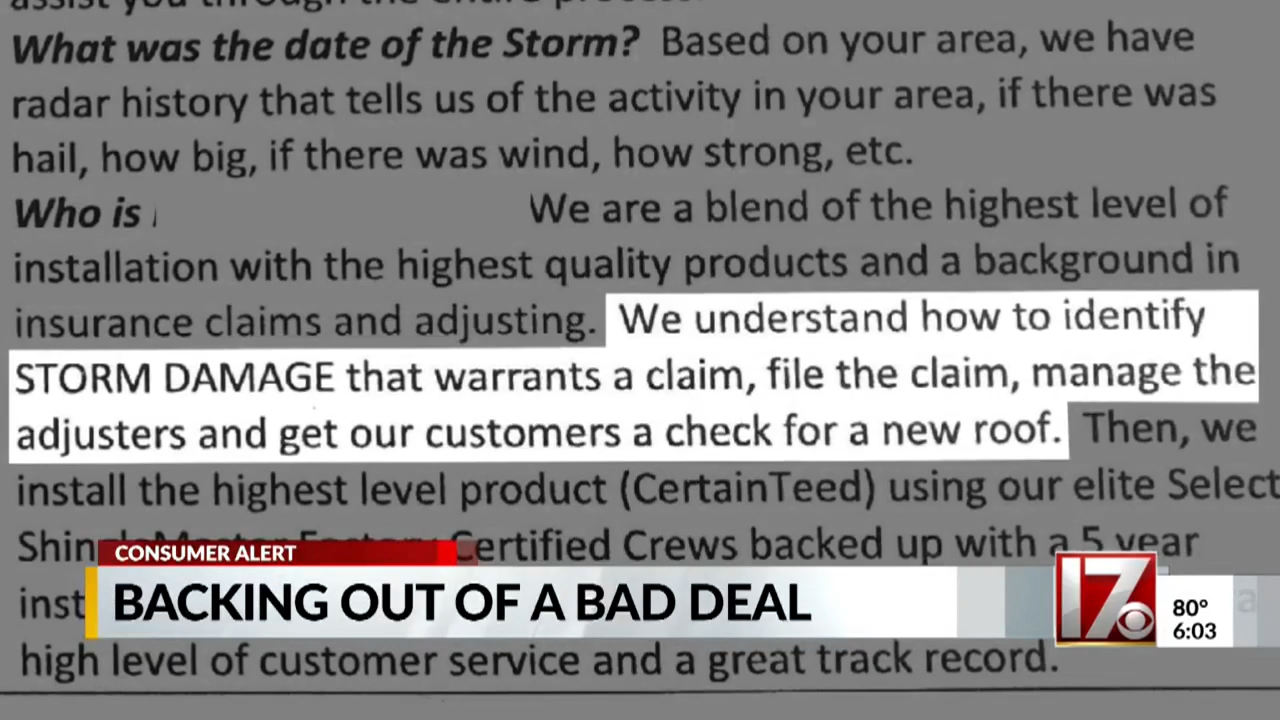 What was the date of the Storm? Based on your area, we have
radar history that tells us of the activity in your area, if there was
hail, how big, if there was wind, how strong, etc.
Who is We are a blend of the highest level of
installation with the highest quality products and a background in
insurance claims and adjusting. We understand how to identify
STORM DAMAGE that warrants a claim, file the claim, manage the
adjusters and get our customers a check for a new roof. Then, we
install the highest level product (CertainTeed) using our elite Select
Certified Crews backed up with a 5 year
CONSUMER ALERT
BACKING OUT OF A BAD DEAL
17
80°
6:03
high level of customer service and a great track record.